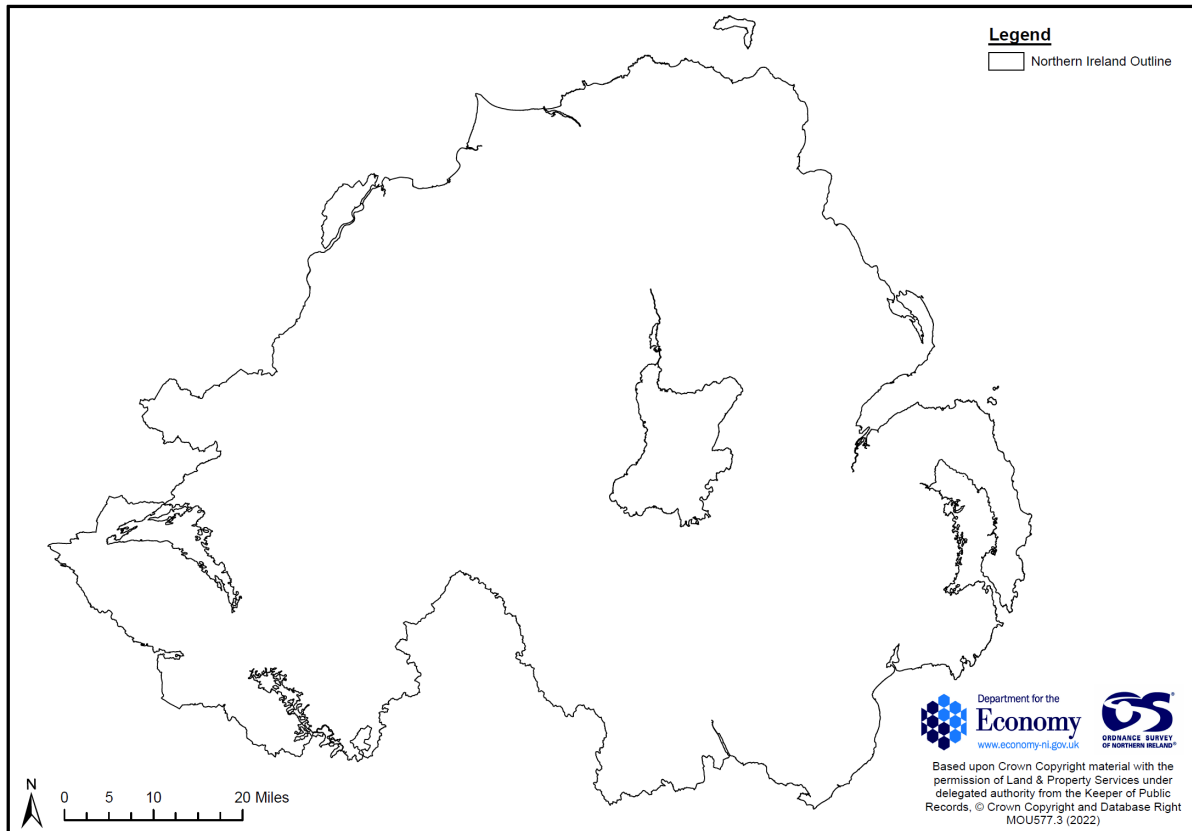 Legend
Northern Ireland Outline
Department for the
Economy
www.economy-ni.gov.uk
OS®
ORDNANCE SURVEY
OF NORTHERN IRELAND®
Based upon Crown Copyright material with the
permission of Land & Property Services under
delegated authority from the Keeper of Public
Records, © Crown Copyright and Database Right
MOU577.3 (2022)
N
0 5 10 20 Miles